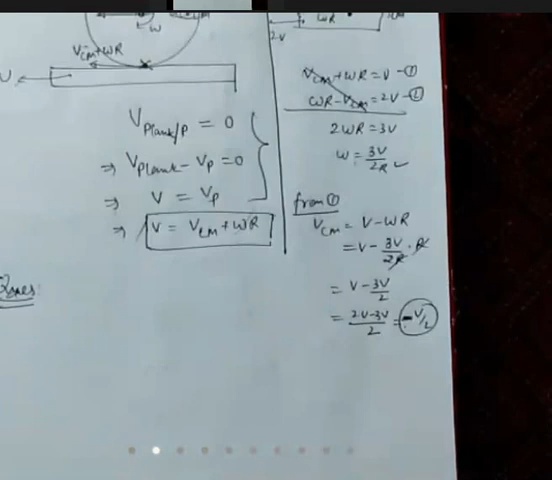 ω
V_cm+ωR
V_Plank/P = 0
⇒ V_Plank - V_P = 0
⇒ V = V_P
⇒ V = V_cm + ωR
ωR
2V
V_cm + ωR = V -①
ωR - V_cm = 2V -②
2ωR = 3V
ω = 3V/2R
from ①
V_cm = V - ωR
= V - 3V/2R · R
= V - 3V/2
= 2V-3V/2 = -V/2